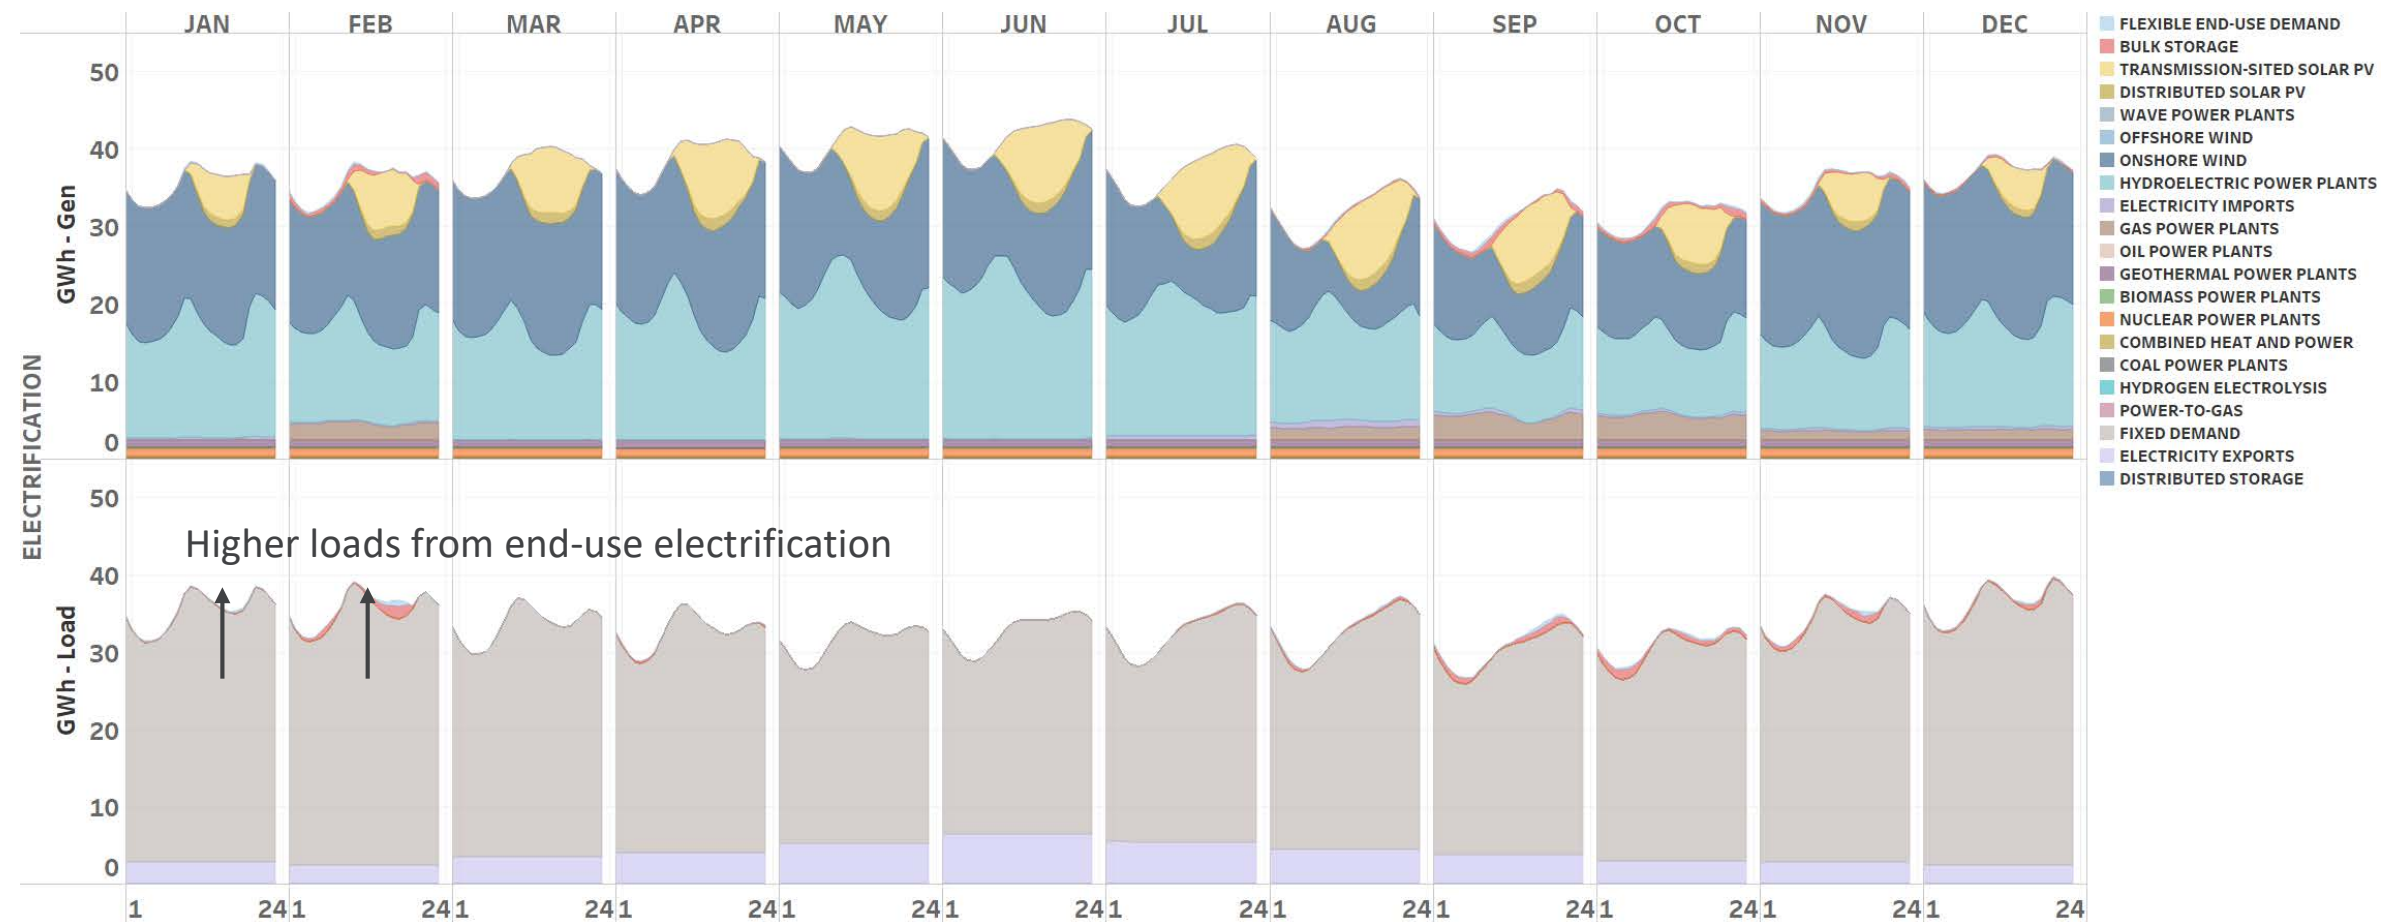 JAN FEB MAR APR MAY JUN JUL AUG SEP OCT NOV DEC
FLEXIBLE END-USE DEMAND
BULK STORAGE
TRANSMISSION-SITED SOLAR PV
DISTRIBUTED SOLAR PV
WAVE POWER PLANTS
OFFSHORE WIND
ONSHORE WIND
HYDROELECTRIC POWER PLANTS
ELECTRICITY IMPORTS
GAS POWER PLANTS
OIL POWER PLANTS
GEOTHERMAL POWER PLANTS
BIOMASS POWER PLANTS
NUCLEAR POWER PLANTS
COMBINED HEAT AND POWER
COAL POWER PLANTS
HYDROGEN ELECTROLYSIS
POWER-TO-GAS
FIXED DEMAND
ELECTRICITY EXPORTS
DISTRIBUTED STORAGE
ELECTRIFICATION
GWh - Gen
50
40
30
20
10
0
GWh - Load
50
40
30
20
10
0
Higher loads from end-use electrification
1 24 1 24 1 24 1 24 1 24 1 24 1 24 1 24 1 24 1 24 1 24 1 24